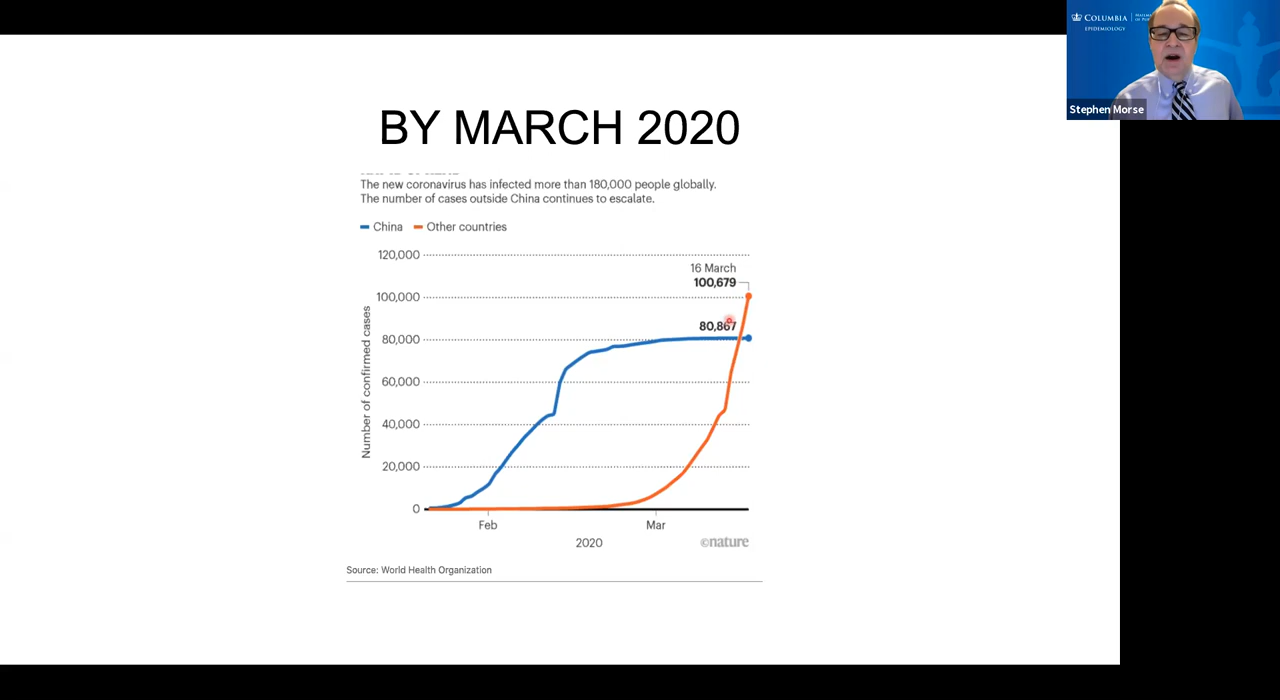 COLUMBIA
EPIDEMIOLOGY
Stephen Morse
BY MARCH 2020
The new coronavirus has infected more than 180,000 people globally.
The number of cases outside China continues to escalate.
China Other countries
120,000
100,000
80,000
60,000
40,000
20,000
0
Number of confirmed cases
16 March
100,679
80,867
Feb
Mar
2020
©nature
Source: World Health Organization